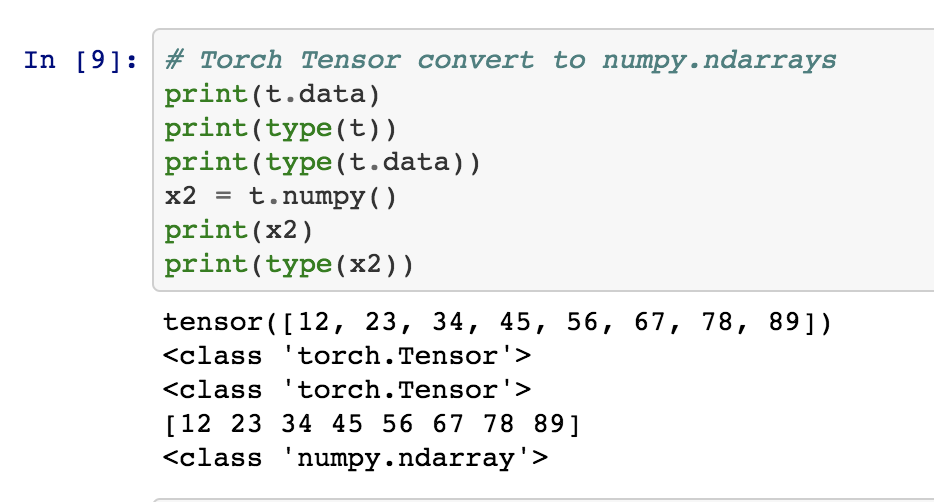 In [9]: # Torch Tensor convert to numpy.ndarrays
print(t.data)
print(type(t))
print(type(t.data))
x2 = t.numpy()
print(x2)
print(type(x2))
tensor([12, 23, 34, 45, 56, 67, 78, 89])
<class 'torch.Tensor'>
<class 'torch.Tensor'>
[12 23 34 45 56 67 78 89]
<class 'numpy.ndarray'>